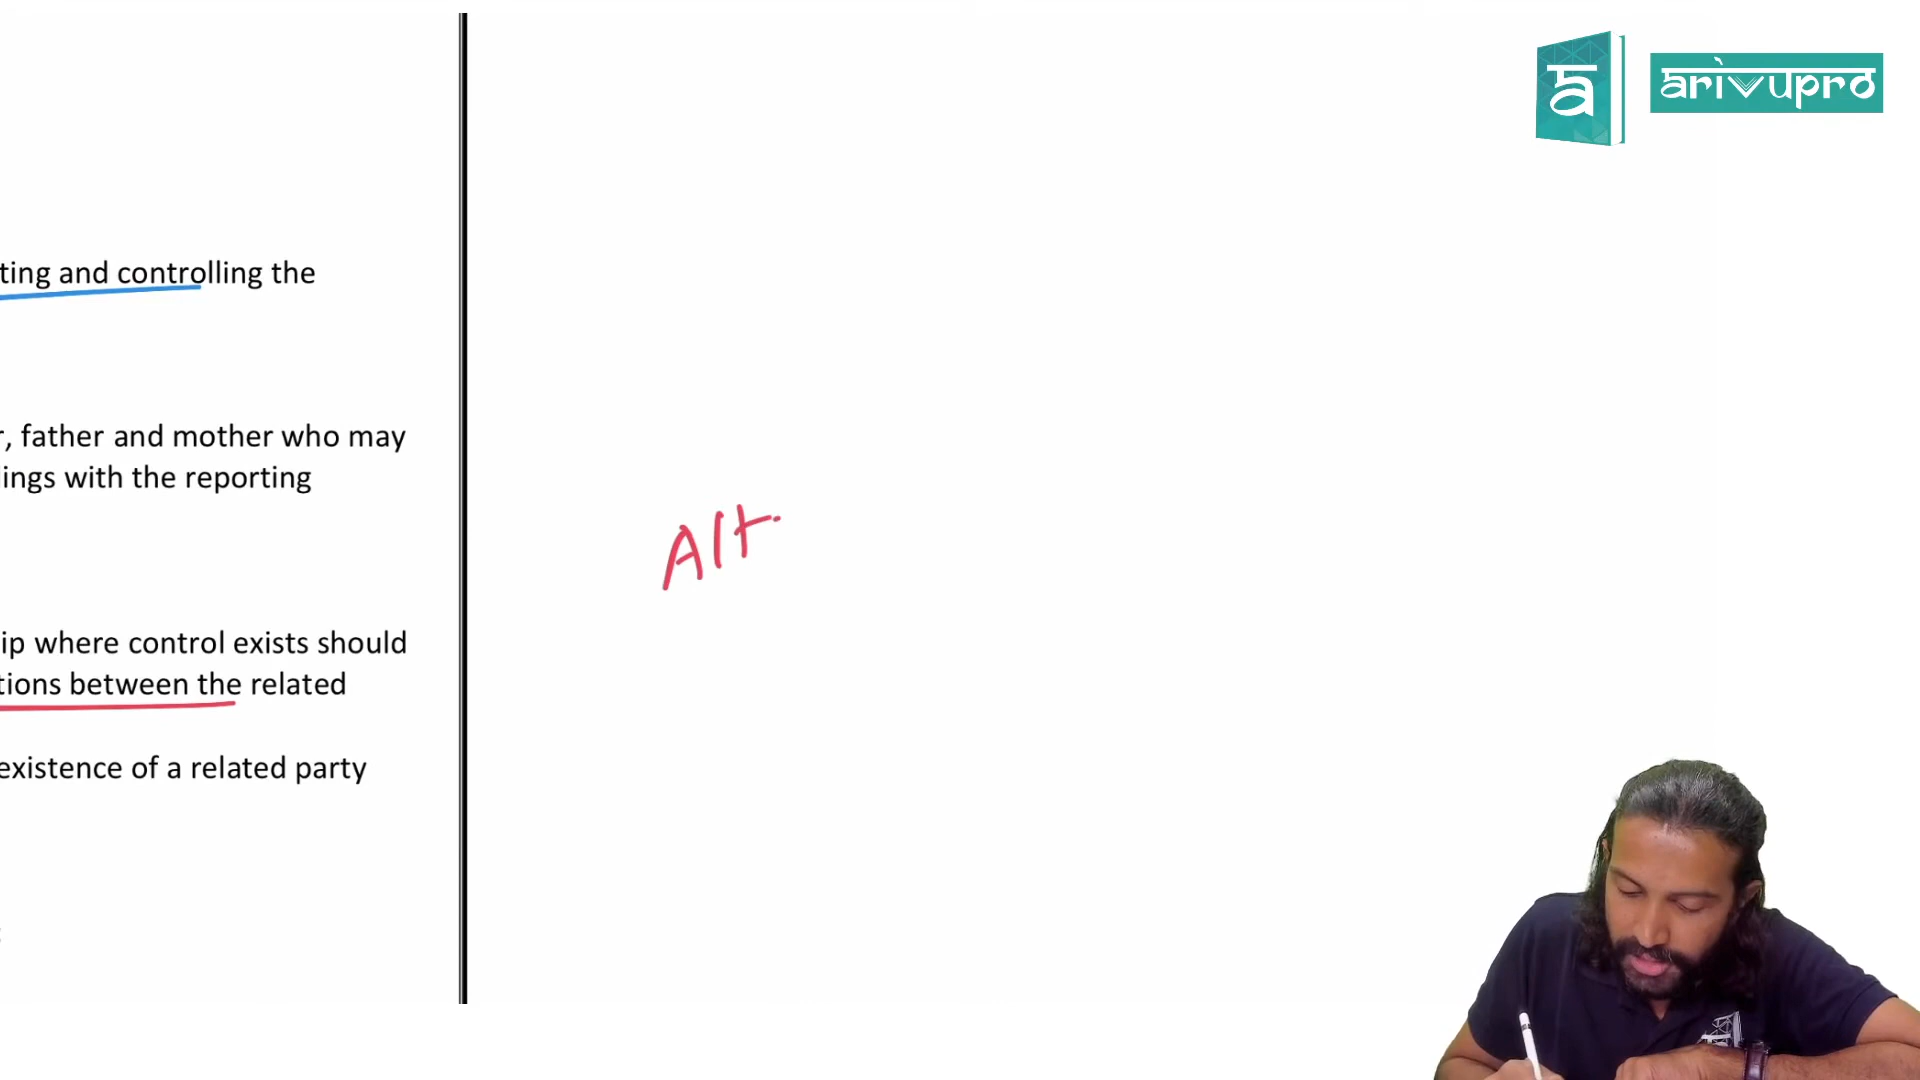 arivupro
ting and controlling the
, father and mother who may
ings with the reporting
Alt.
ip where control exists should
tions between the related
existence of a related party